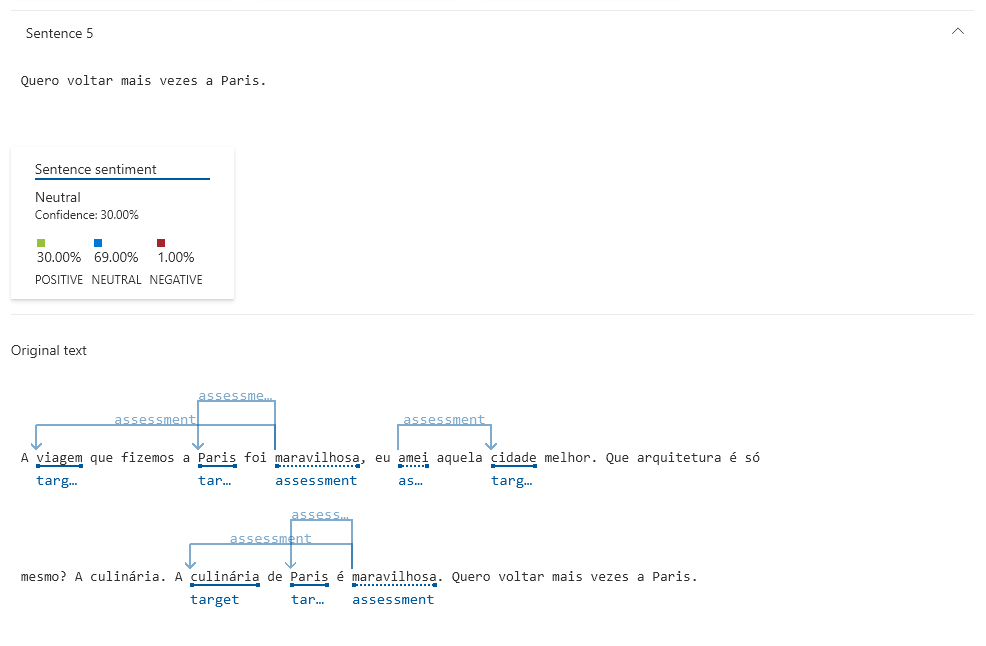 Sentence 5
Quero voltar mais vezes a Paris.
Sentence sentiment
Neutral
Confidence: 30.00%
30.00% 69.00% 1.00%
POSITIVE NEUTRAL NEGATIVE
Original text
assessme…
assessment assessment
A viagem que fizemos a Paris foi maravilhosa, eu amei aquela cidade melhor. Que arquitetura é só
targ… tar… assessment as… targ…
assess…
assessment
mesmo? A culinária. A culinária de Paris é maravilhosa. Quero voltar mais vezes a Paris.
target tar… assessment